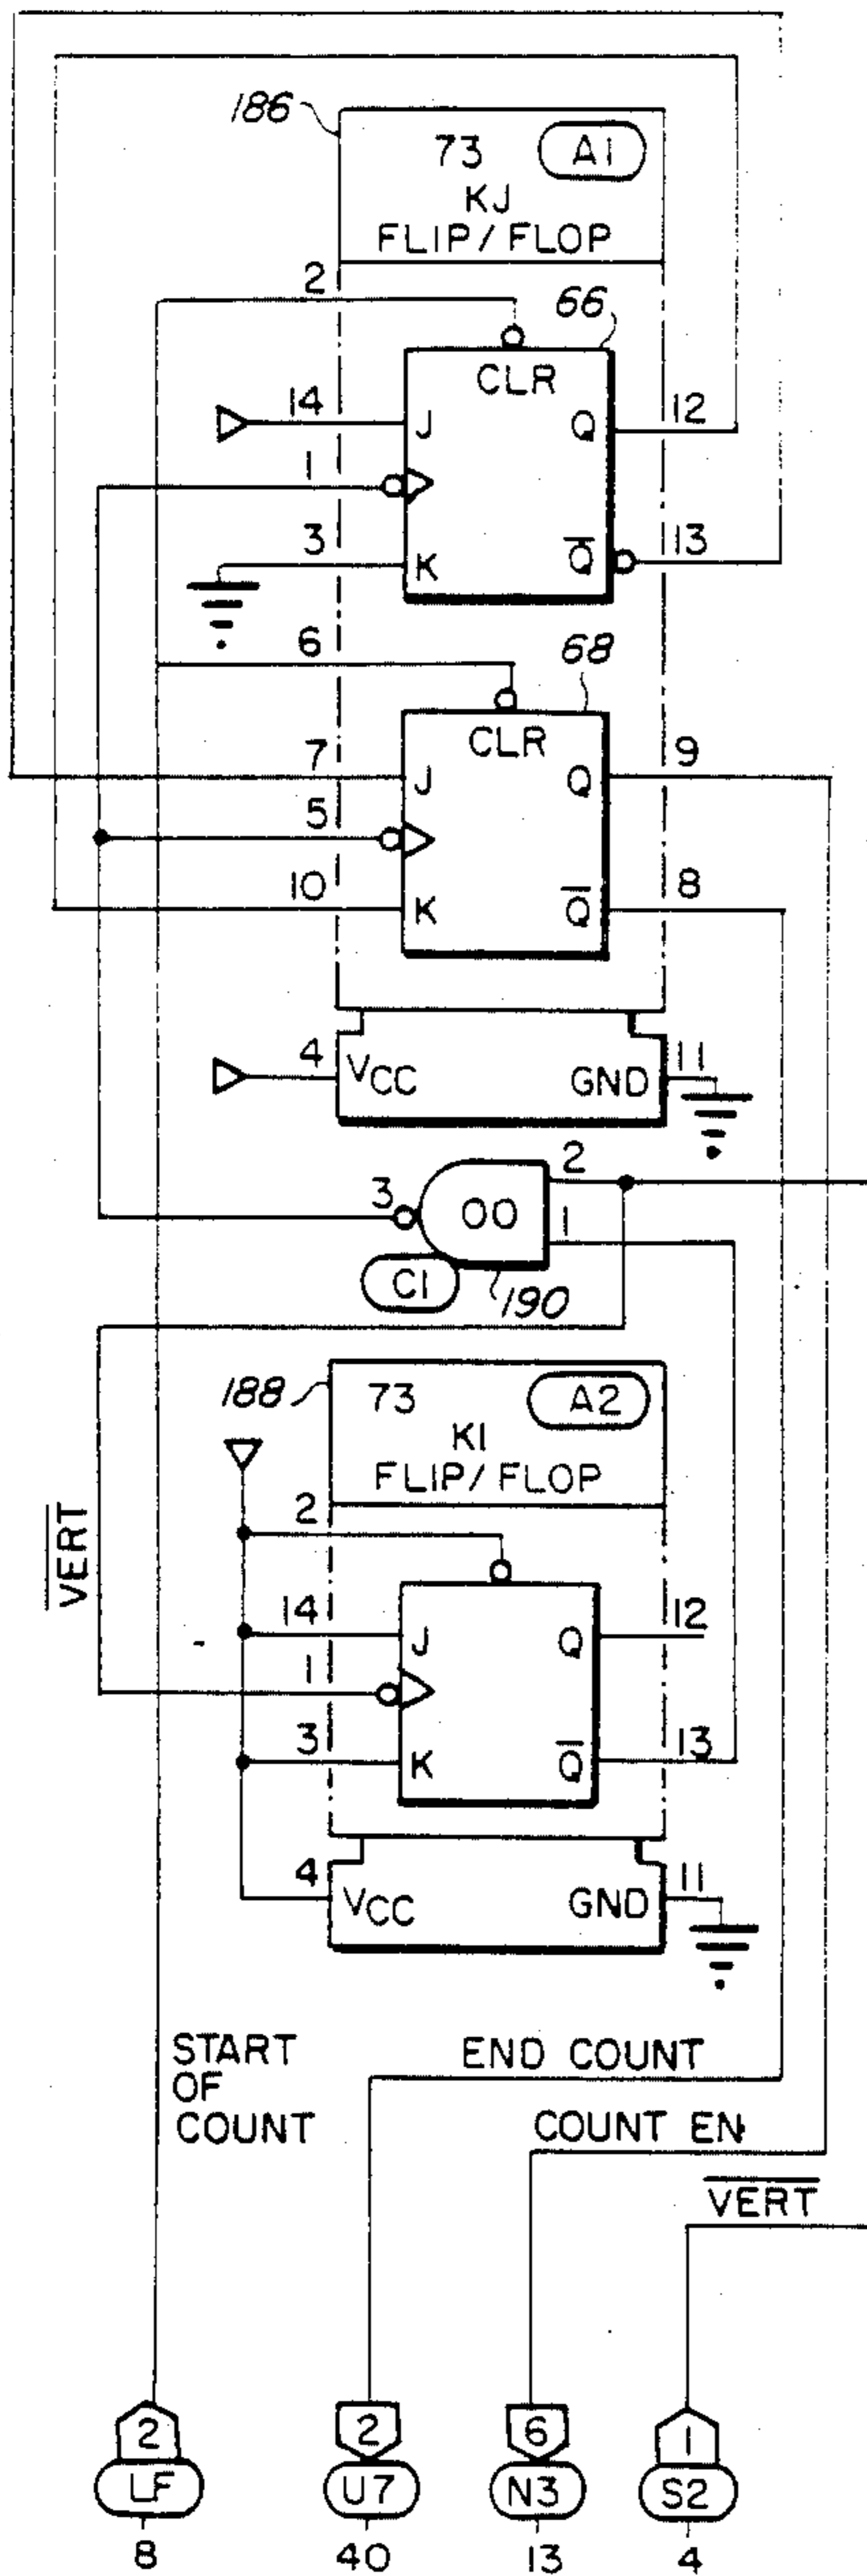 186
73 A1
KJ
FLIP/FLOP
2
66
CLR
14 J Q 12
1
3 K Q̅ 13
6
68
CLR
7 J Q 9
5
10 K Q̅ 8
4 VCC GND 11
3 00 2
1
C1 190
188
73 A2
KI
FLIP/FLOP
V̅E̅R̅T̅
2
14 J Q 12
1
3 K Q̅ 13
4 VCC GND 11
START
OF
COUNT
END COUNT
COUNT EN
V̅E̅R̅T̅
2 2 6 1
LF U7 N3 S2
8 40 13 4